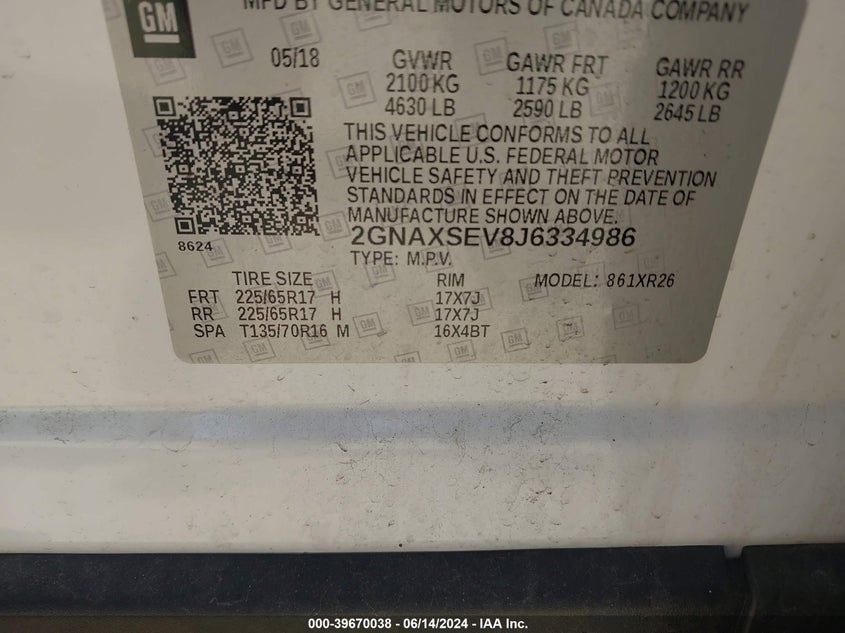 MFD BY GENERAL MOTORS OF CANADA COMPANY
GM
05/18 GVWR GAWR FRT GAWR RR
2100 KG 1175 KG 1200 KG
4630 LB 2590 LB 2645 LB
THIS VEHICLE CONFORMS TO ALL
APPLICABLE U.S. FEDERAL MOTOR
VEHICLE SAFETY AND THEFT PREVENTION
STANDARDS IN EFFECT ON THE DATE OF
MANUFACTURE SHOWN ABOVE.
8624
2GNAXSEV8J6334986
TYPE: M.P.V.
TIRE SIZE RIM MODEL: 861XR26
FRT 225/65R17 H 17X7J
RR 225/65R17 H 17X7J
SPA T135/70R16 M 16X4BT
000-39670038 - 06/14/2024 - IAA Inc.